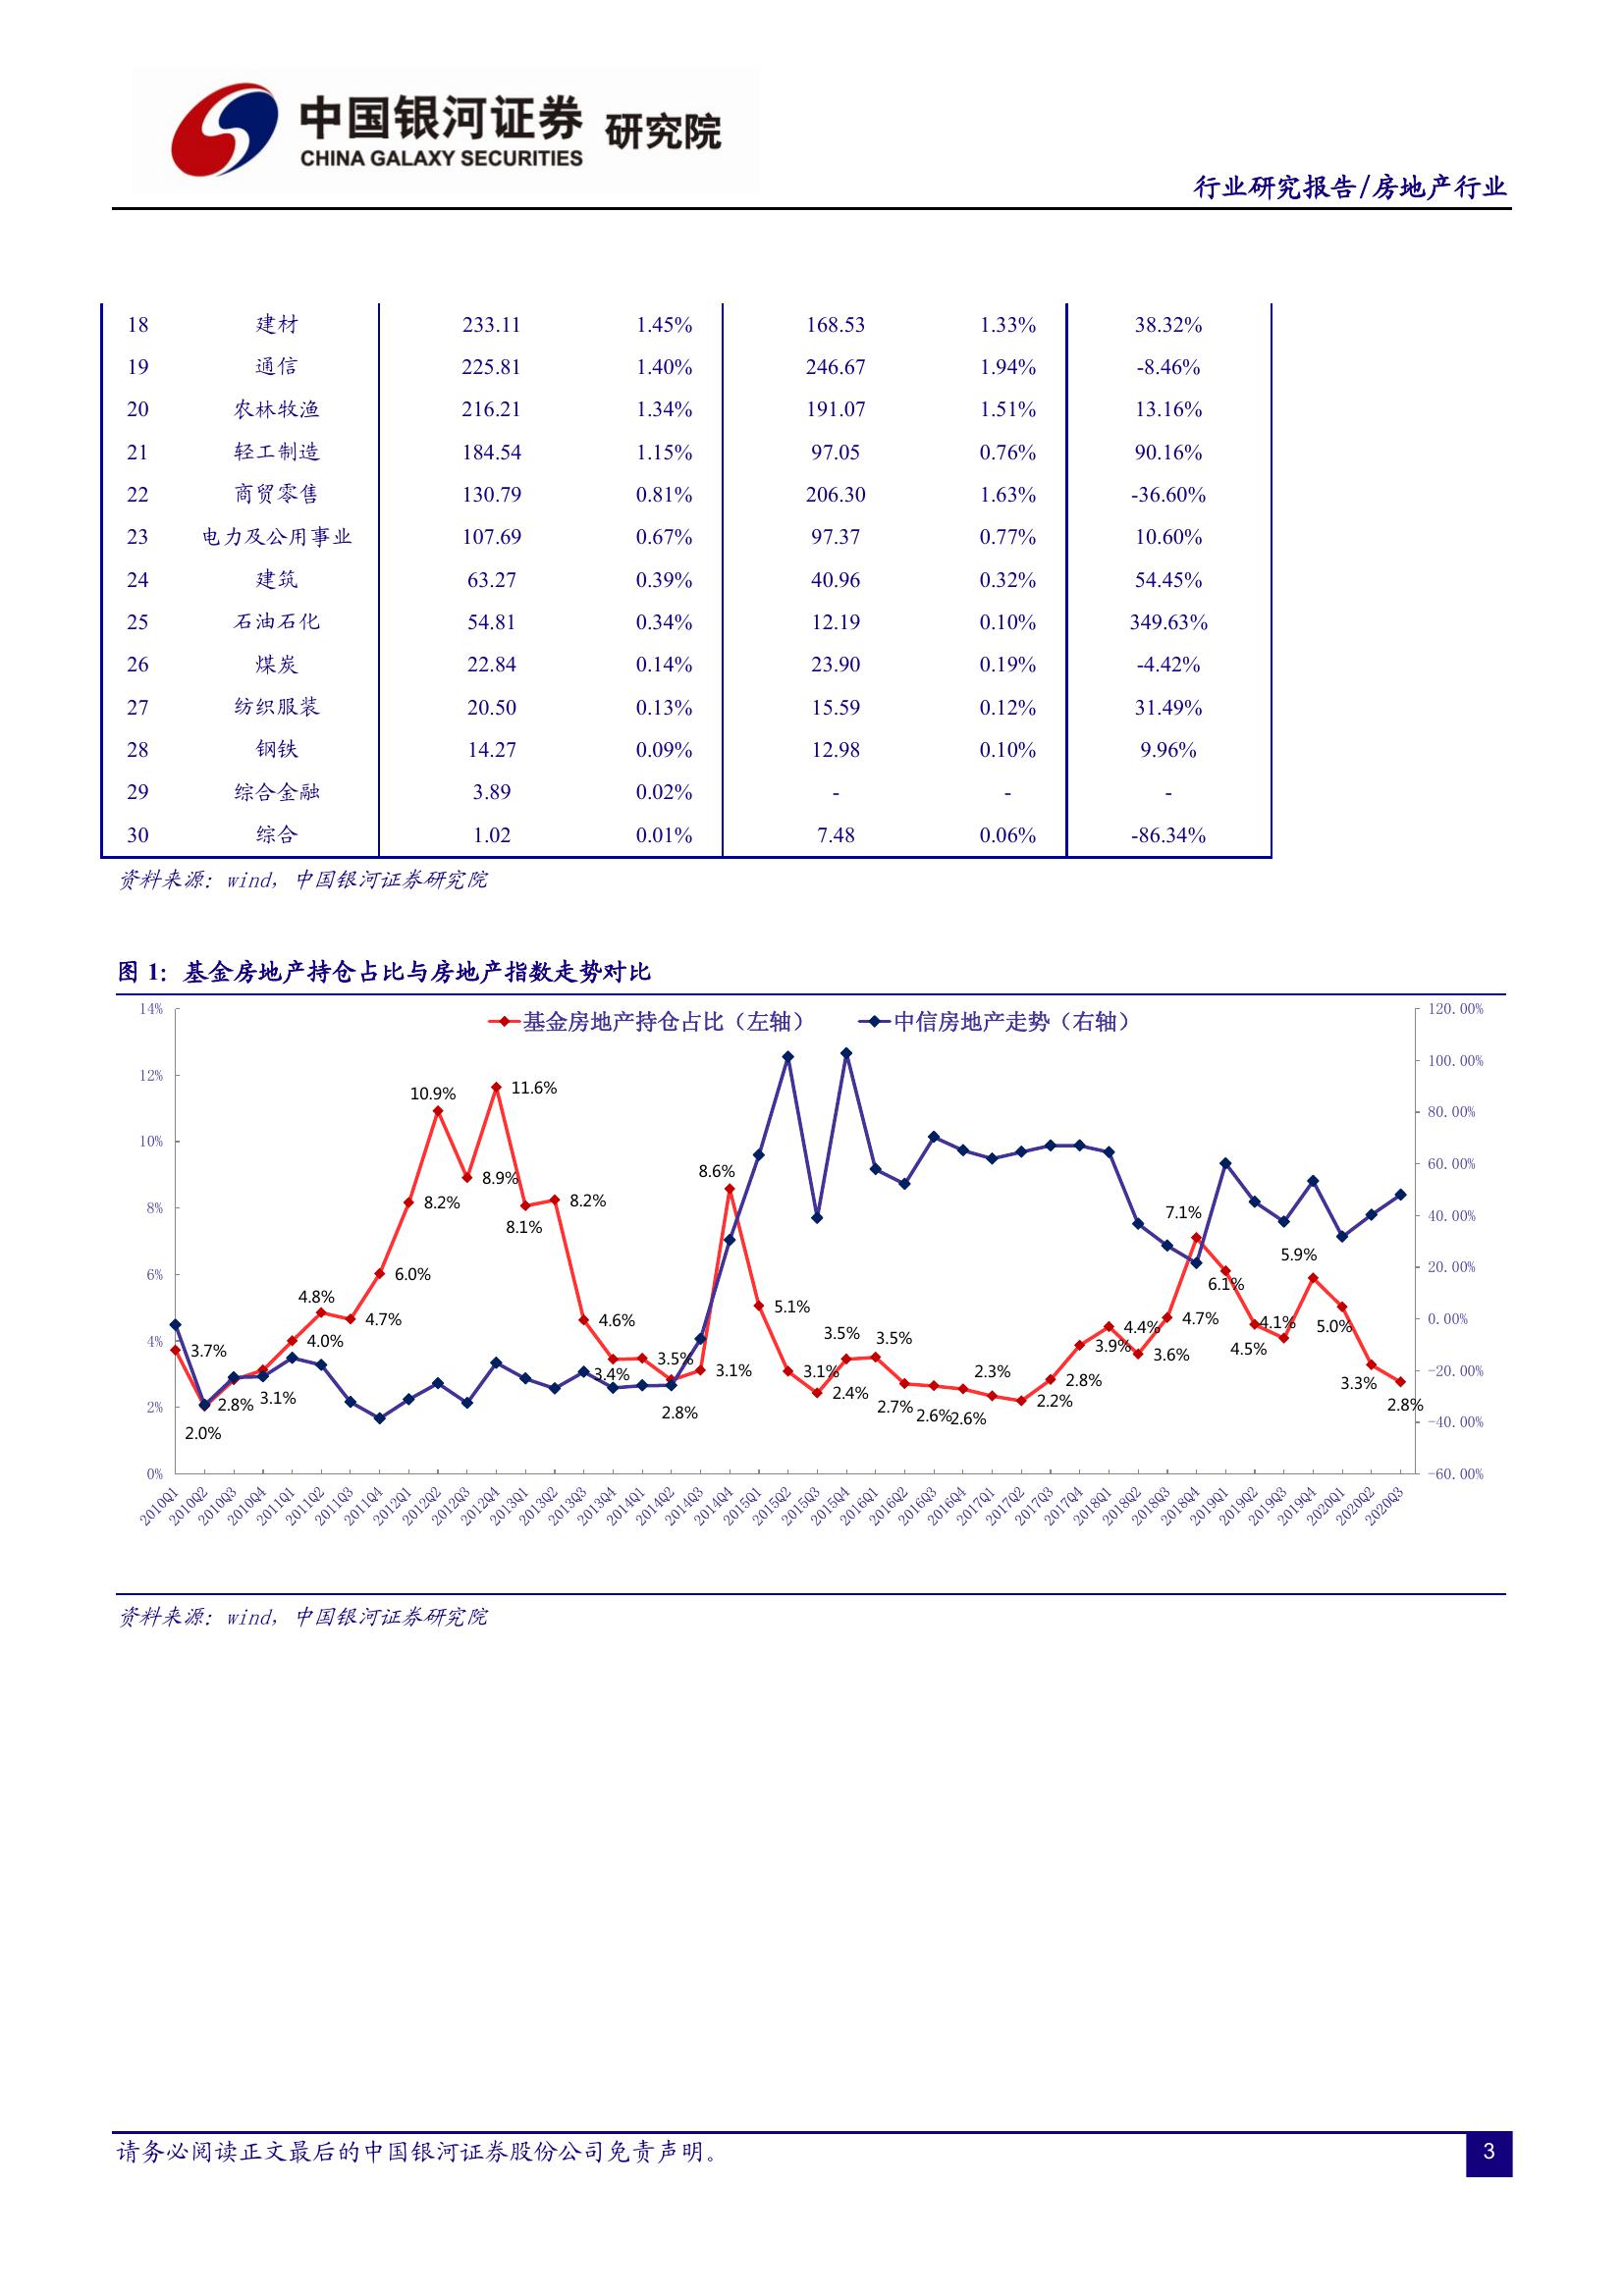 中国银河证券 研究院
CHINA GALAXY SECURITIES
行业研究报告/房地产行业
18 建材 233.11 1.45% 168.53 1.33% 38.32%
19 通信 225.81 1.40% 246.67 1.94% -8.46%
20 农林牧渔 216.21 1.34% 191.07 1.51% 13.16%
21 轻工制造 184.54 1.15% 97.05 0.76% 90.16%
22 商贸零售 130.79 0.81% 206.30 1.63% -36.60%
23 电力及公用事业 107.69 0.67% 97.37 0.77% 10.60%
24 建筑 63.27 0.39% 40.96 0.32% 54.45%
25 石油石化 54.81 0.34% 12.19 0.10% 349.63%
26 煤炭 22.84 0.14% 23.90 0.19% -4.42%
27 纺织服装 20.50 0.13% 15.59 0.12% 31.49%
28 钢铁 14.27 0.09% 12.98 0.10% 9.96%
29 综合金融 3.89 0.02% - - -
30 综合 1.02 0.01% 7.48 0.06% -86.34%
资料来源：wind，中国银河证券研究院
图 1：基金房地产持仓占比与房地产指数走势对比
基金房地产持仓占比（左轴） 中信房地产走势（右轴）
14%
12%
10%
8%
6%
4%
2%
0%
3.7%
2.0%
2.8%
3.1%
4.0%
4.8%
4.7%
6.0%
8.2%
10.9%
8.9%
11.6%
8.1%
8.2%
4.6%
3.4%
3.5%
2.8%
3.1%
8.6%
5.1%
3.1%
2.4%
3.5%
3.5%
2.7%
2.6%
2.6%
2.3%
2.2%
2.8%
3.9%
4.4%
3.6%
4.7%
7.1%
6.1%
4.5%
4.1%
5.9%
5.0%
3.3%
2.8%
120.00%
100.00%
80.00%
60.00%
40.00%
20.00%
0.00%
-20.00%
-40.00%
-60.00%
2010Q1 2010Q2 2010Q3 2010Q4 2011Q1 2011Q2 2011Q3 2011Q4 2012Q1 2012Q2 2012Q3 2012Q4 2013Q1 2013Q2 2013Q3 2013Q4 2014Q1 2014Q2 2014Q3 2014Q4 2015Q1 2015Q2 2015Q3 2015Q4 2016Q1 2016Q2 2016Q3 2016Q4 2017Q1 2017Q2 2017Q3 2017Q4 2018Q1 2018Q2 2018Q3 2018Q4 2019Q1 2019Q2 2019Q3 2019Q4 2020Q1 2020Q2 2020Q3
资料来源：wind，中国银河证券研究院
请务必阅读正文最后的中国银河证券股份公司免责声明。
3